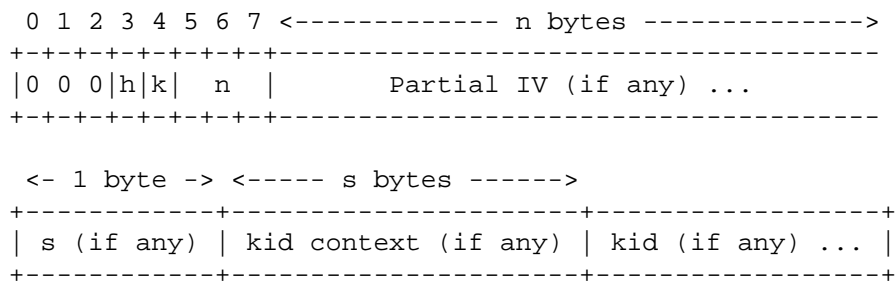 0 1 2 3 4 5 6 7 <------------- n bytes -------------->
+-+-+-+-+-+-+-+-+--------------------------------------
|0 0 0|h|k|  n  |       Partial IV (if any) ...
+-+-+-+-+-+-+-+-+--------------------------------------
 <- 1 byte -> <----- s bytes ------>
+------------+----------------------+------------------+
| s (if any) | kid context (if any) | kid (if any) ... |
+------------+----------------------+------------------+